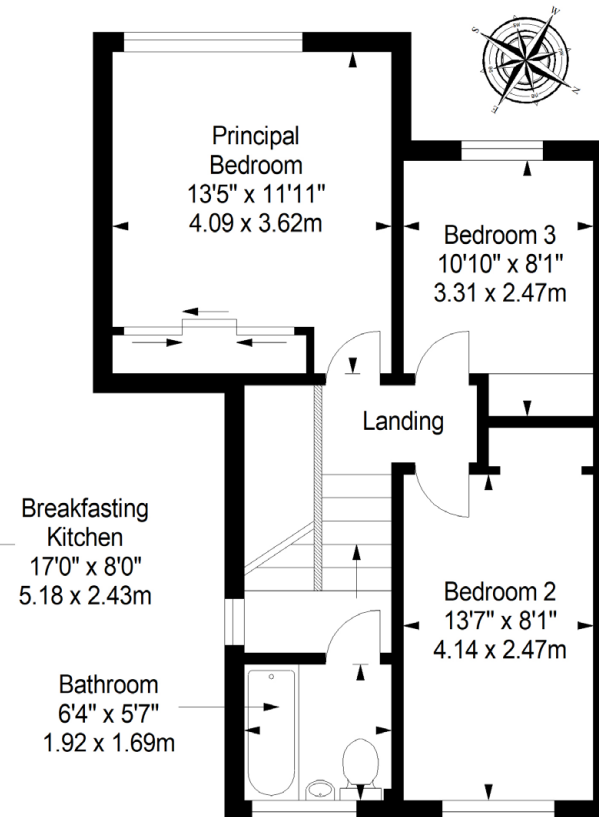 Principal
Bedroom
13'5" x 11'11"
4.09 x 3.62m
Bedroom 3
10'10" x 8'1"
3.31 x 2.47m
Landing
Breakfasting
Kitchen
17'0" x 8'0"
5.18 x 2.43m
Bedroom 2
13'7" x 8'1"
4.14 x 2.47m
Bathroom
6'4" x 5'7"
1.92 x 1.69m
W
S
N
E